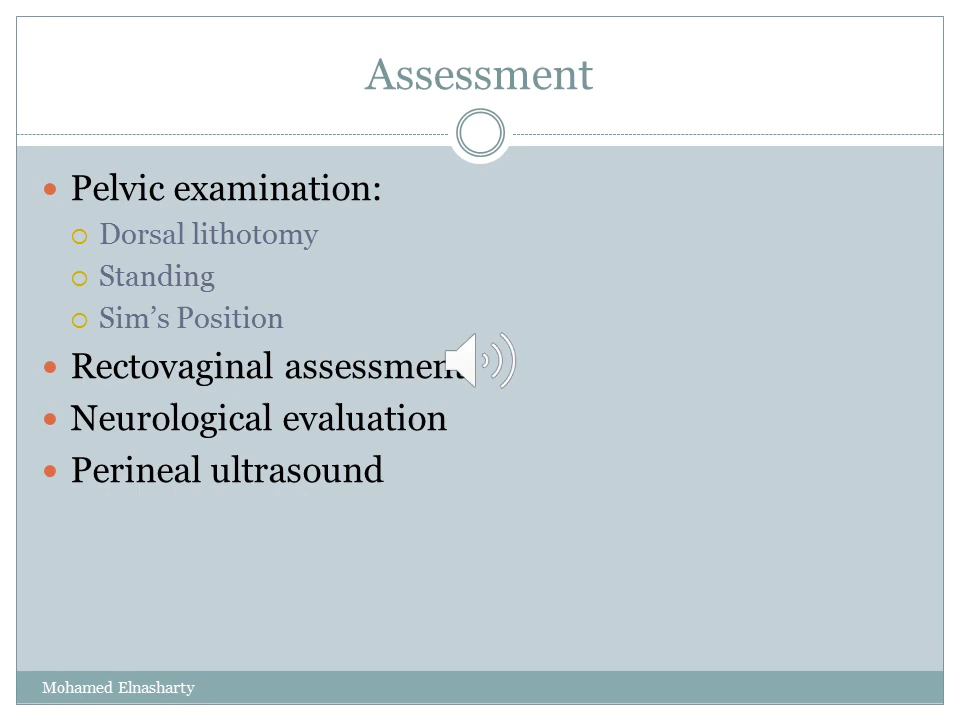 Assessment
Pelvic examination:
Dorsal lithotomy
Standing
Sim’s Position
Rectovaginal assessment
Neurological evaluation
Perineal ultrasound
Mohamed Elnasharty